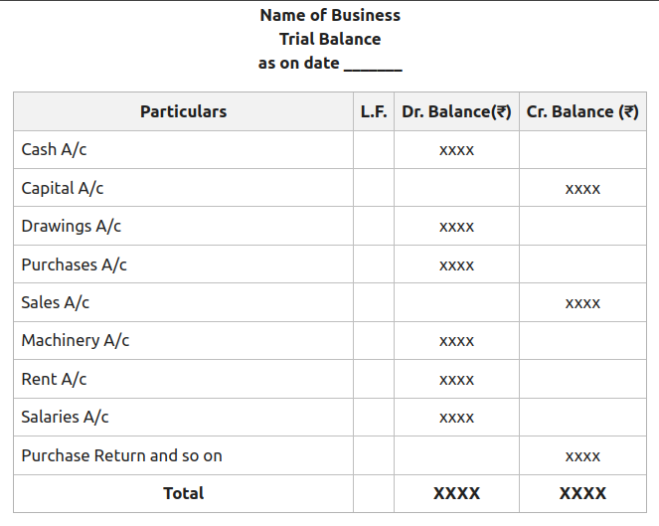 Name of Business
Trial Balance
as on date _______
Particulars L.F. Dr. Balance(₹) Cr. Balance (₹)
Cash A/c xxxx
Capital A/c xxxx
Drawings A/c xxxx
Purchases A/c xxxx
Sales A/c xxxx
Machinery A/c xxxx
Rent A/c xxxx
Salaries A/c xxxx
Purchase Return and so on xxxx
Total XXXX XXXX